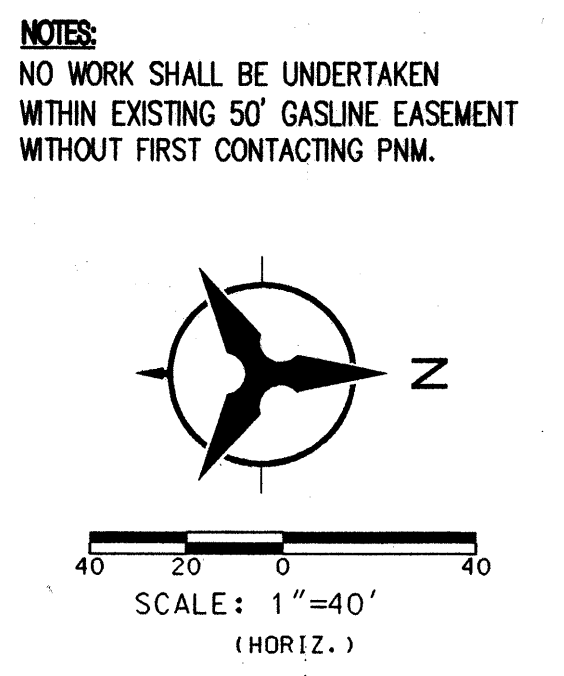 NOTES:
NO WORK SHALL BE UNDERTAKEN
WITHIN EXISTING 50' GASLINE EASEMENT
WITHOUT FIRST CONTACTING PNM.
N
40 20 0 40
SCALE: 1"=40'
(HORIZ.)